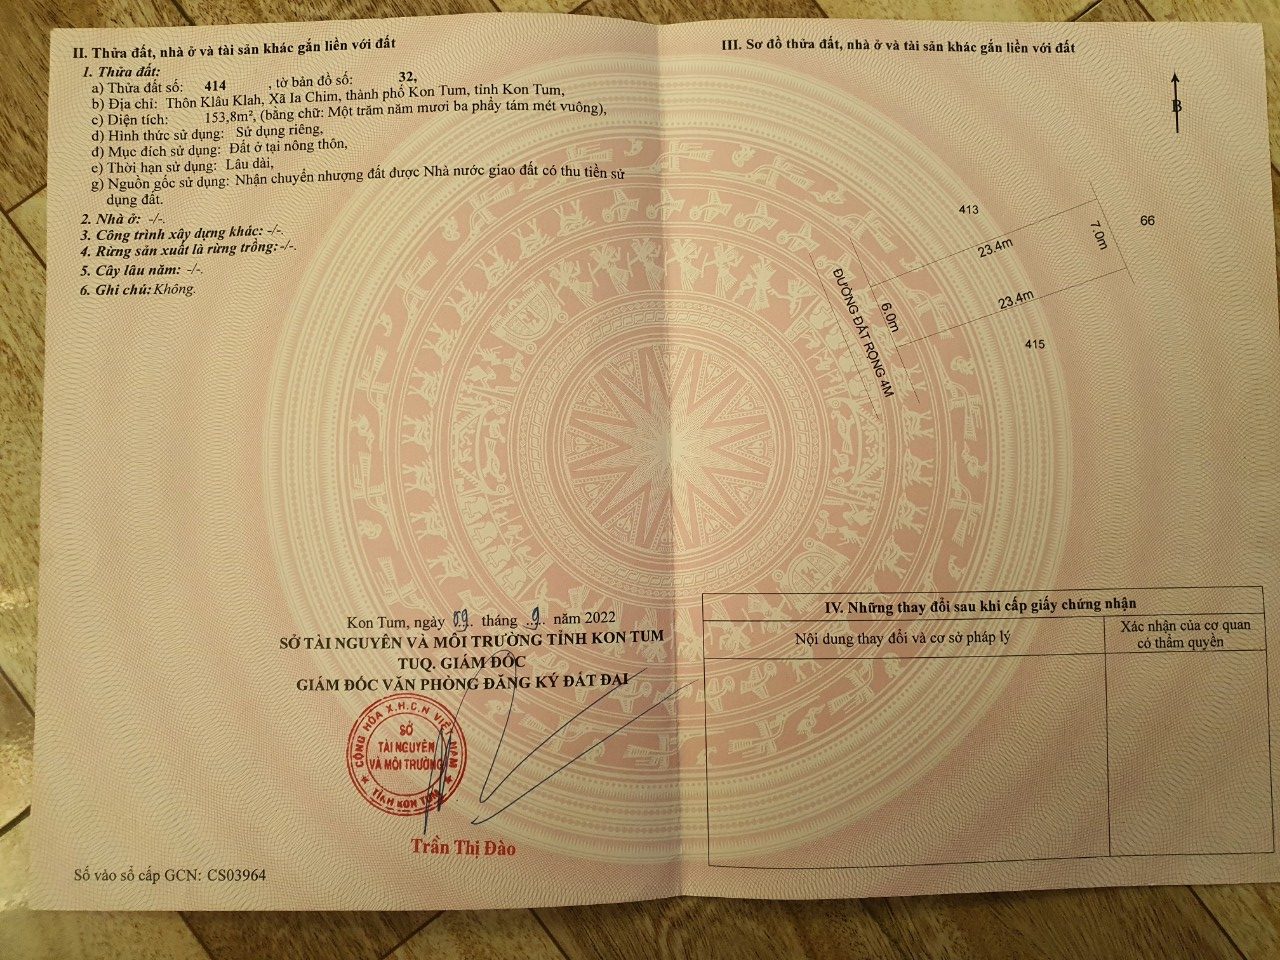 II. Thửa đất, nhà ở và tài sản khác gắn liền với đất
1. Thửa đất:
a) Thửa đất số: 414 , tờ bản đồ số: 32,
b) Địa chỉ: Thôn Klâu Klah, Xã Ia Chim, thành phố Kon Tum, tỉnh Kon Tum,
c) Diện tích: 153,8m², (bằng chữ: Một trăm năm mươi ba phẩy tám mét vuông),
d) Hình thức sử dụng: Sử dụng riêng,
đ) Mục đích sử dụng: Đất ở tại nông thôn,
e) Thời hạn sử dụng: Lâu dài,
g) Nguồn gốc sử dụng: Nhận chuyển nhượng đất được Nhà nước giao đất có thu tiền sử
dụng đất.
2. Nhà ở: -/-.
3. Công trình xây dựng khác: -/-.
4. Rừng sản xuất là rừng trồng: -/-.
5. Cây lâu năm: -/-.
6. Ghi chú: Không.
Kon Tum, ngày 09 tháng 9 năm 2022
SỞ TÀI NGUYÊN VÀ MÔI TRƯỜNG TỈNH KON TUM
TUQ. GIÁM ĐỐC
GIÁM ĐỐC VĂN PHÒNG ĐĂNG KÝ ĐẤT ĐAI
CỘNG HÒA X.H.C.N VIỆT NAM
SỞ
TÀI NGUYÊN
VÀ MÔI TRƯỜNG
TỈNH KON TUM
Trần Thị Đào
Số vào sổ cấp GCN: CS03964
III. Sơ đồ thửa đất, nhà ở và tài sản khác gắn liền với đất
B
413
66
23.4m
7.0m
6.0m
23.4m
415
ĐƯỜNG ĐẤT RỘNG 4M
IV. Những thay đổi sau khi cấp giấy chứng nhận
Nội dung thay đổi và cơ sở pháp lý
Xác nhận của cơ quan
có thẩm quyền